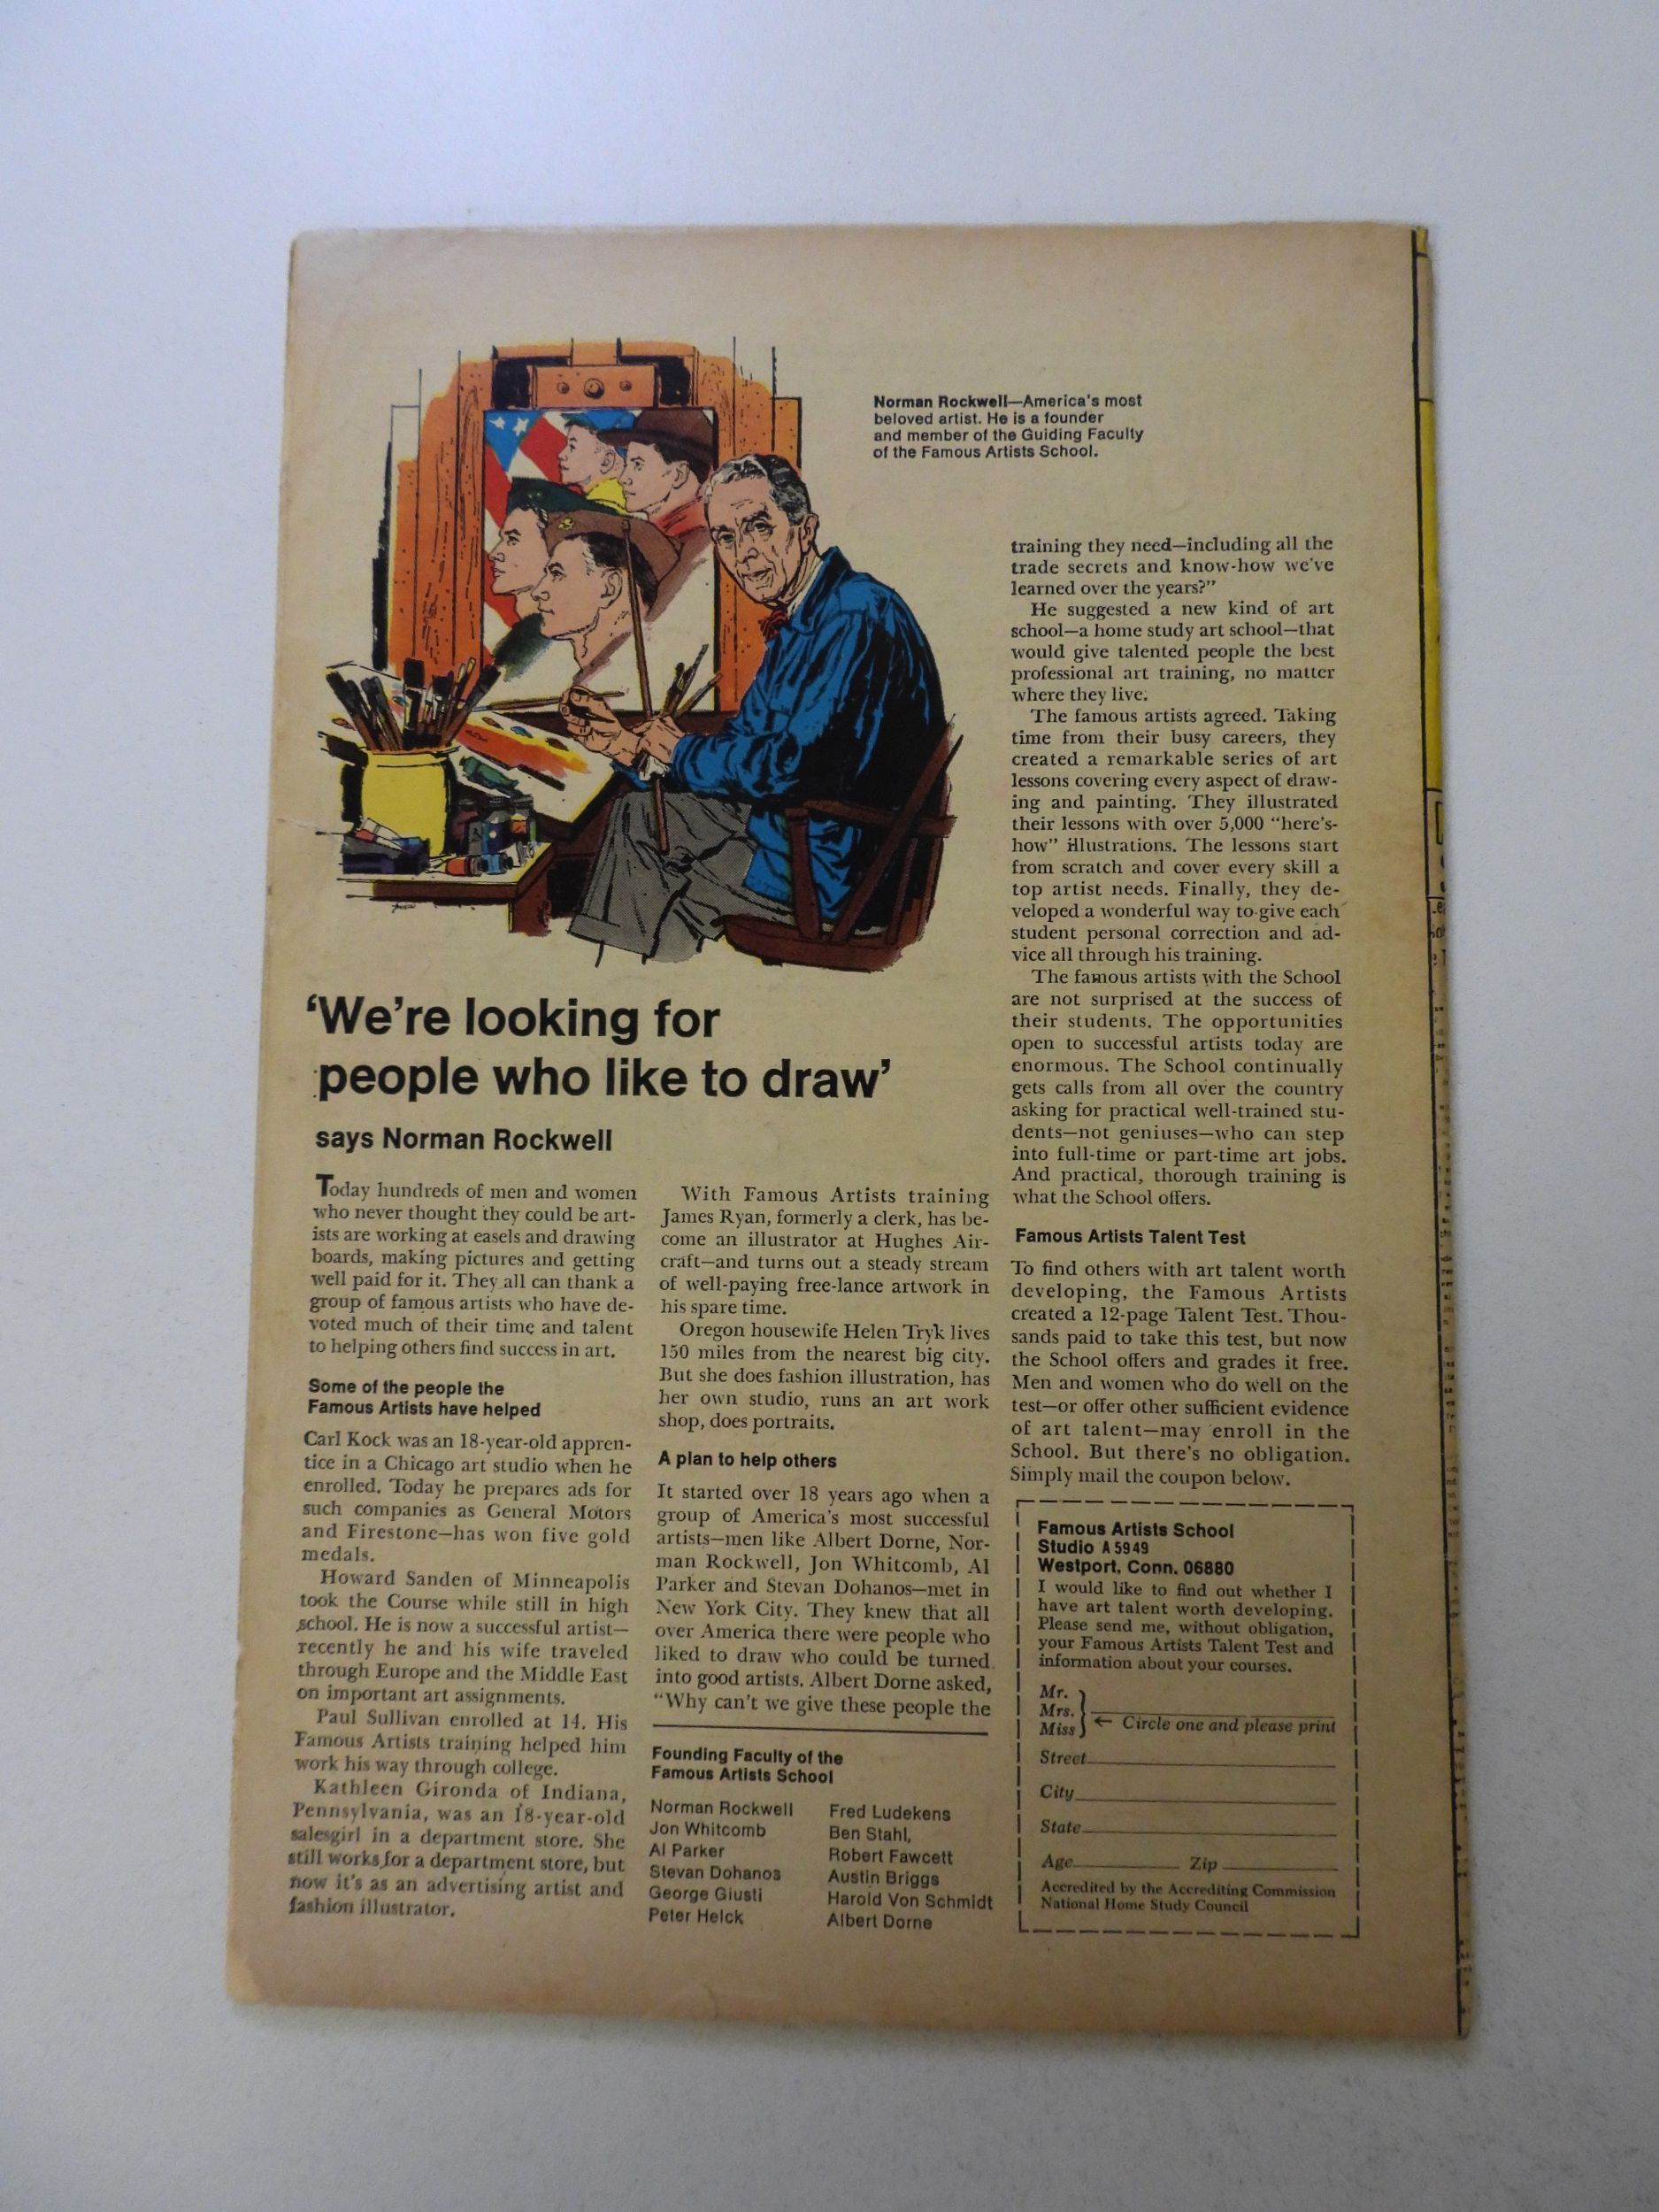 Norman Rockwell—America's most
beloved artist. He is a founder
and member of the Guiding Faculty
of the Famous Artists School.
'We're looking for
people who like to draw'
says Norman Rockwell
Today hundreds of men and women
who never thought they could be art-
ists are working at easels and drawing
boards, making pictures and getting
well paid for it. They all can thank a
group of famous artists who have de-
voted much of their time and talent
to helping others find success in art.
Some of the people the
Famous Artists have helped
Carl Kock was an 18-year-old appren-
tice in a Chicago art studio when he
enrolled. Today he prepares ads for
such companies as General Motors
and Firestone—has won five gold
medals.
Howard Sanden of Minneapolis
took the Course while still in high
school. He is now a successful artist—
recently he and his wife traveled
through Europe and the Middle East
on important art assignments.
Paul Sullivan enrolled at 14. His
Famous Artists training helped him
work his way through college.
Kathleen Gironda of Indiana,
Pennsylvania, was an 18-year-old
salesgirl in a department store. She
still works for a department store, but
now it's as an advertising artist and
fashion illustrator.
With Famous Artists training
James Ryan, formerly a clerk, has be-
come an illustrator at Hughes Air-
craft—and turns out a steady stream
of well-paying free-lance artwork in
his spare time.
Oregon housewife Helen Tryk lives
150 miles from the nearest big city.
But she does fashion illustration, has
her own studio, runs an art work
shop, does portraits.
A plan to help others
It started over 18 years ago when a
group of America's most successful
artists—men like Albert Dorne, Nor-
man Rockwell, Jon Whitcomb, Al
Parker and Stevan Dohanos—met in
New York City. They knew that all
over America there were people who
liked to draw who could be turned
into good artists. Albert Dorne asked,
"Why can't we give these people the
Founding Faculty of the
Famous Artists School
Norman Rockwell
Jon Whitcomb
Al Parker
Stevan Dohanos
George Giusti
Peter Helck
Fred Ludekens
Ben Stahl,
Robert Fawcett
Austin Briggs
Harold Von Schmidt
Albert Dorne
training they need—including all the
trade secrets and know-how we've
learned over the years?"
He suggested a new kind of art
school—a home study art school—that
would give talented people the best
professional art training, no matter
where they live.
The famous artists agreed. Taking
time from their busy careers, they
created a remarkable series of art
lessons covering every aspect of draw-
ing and painting. They illustrated
their lessons with over 5,000 "here's-
how" illustrations. The lessons start
from scratch and cover every skill a
top artist needs. Finally, they de-
veloped a wonderful way to give each
student personal correction and ad-
vice all through his training.
The famous artists with the School
are not surprised at the success of
their students. The opportunities
open to successful artists today are
enormous. The School continually
gets calls from all over the country
asking for practical well-trained stu-
dents—not geniuses—who can step
into full-time or part-time art jobs.
And practical, thorough training is
what the School offers.
Famous Artists Talent Test
To find others with art talent worth
developing, the Famous Artists
created a 12-page Talent Test. Thou-
sands paid to take this test, but now
the School offers and grades it free.
Men and women who do well on the
test—or offer other sufficient evidence
of art talent—may enroll in the
School. But there's no obligation.
Simply mail the coupon below.
Famous Artists School
Studio A 5949
Westport, Conn. 06880
I would like to find out whether I
have art talent worth developing.
Please send me, without obligation,
your Famous Artists Talent Test and
information about your courses.
Mr.
Mrs.
Miss ← Circle one and please print
Street
City
State
Age Zip
Accredited by the Accrediting Commission
National Home Study Council